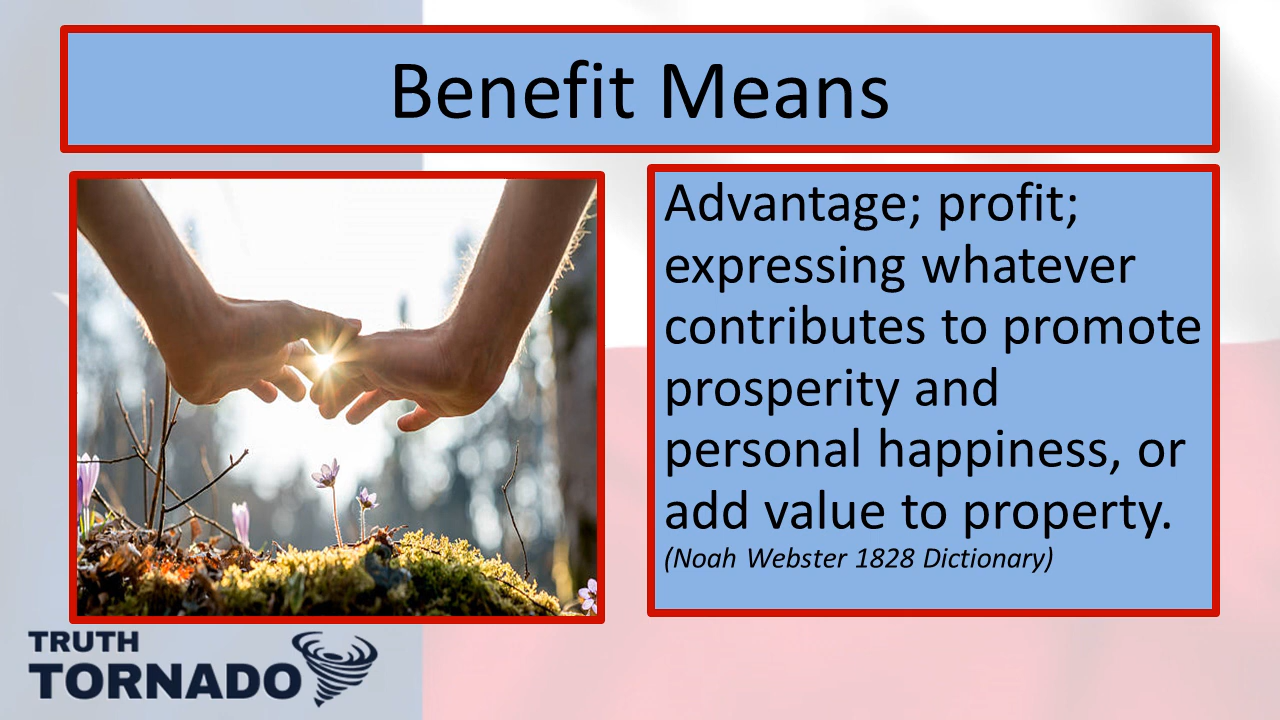 Benefit Means
Advantage; profit;
expressing whatever
contributes to promote
prosperity and
personal happiness, or
add value to property.
(Noah Webster 1828 Dictionary)
TRUTH
TORNADO